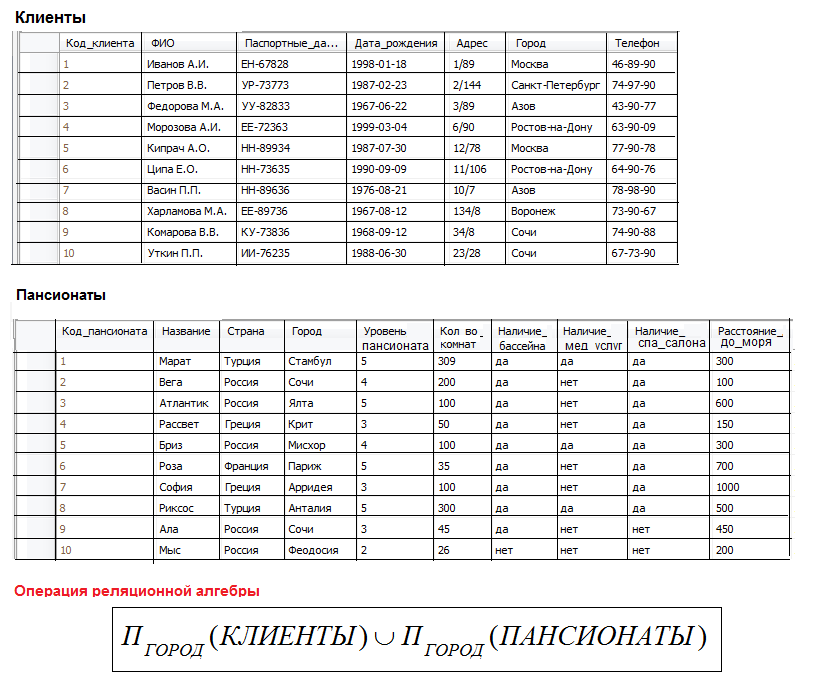 Клиенты
Код_клиента ФИО Паспортные_да... Дата_рождения Адрес Город Телефон
1 Иванов А.И. ЕН-67828 1998-01-18 1/89 Москва 46-89-90
2 Петров В.В. УР-73773 1987-02-23 2/144 Санкт-Петербург 74-97-90
3 Федорова М.А. УУ-82833 1967-06-22 3/89 Азов 43-90-77
4 Морозова А.И. ЕЕ-72363 1999-03-04 6/90 Ростов-на-Дону 63-90-09
5 Кипрач А.О. НН-89934 1987-07-30 12/78 Москва 77-90-78
6 Ципа Е.О. НН-73635 1990-09-09 11/106 Ростов-на-Дону 64-90-76
7 Васин П.П. НН-89636 1976-08-21 10/7 Азов 78-98-90
8 Харламова М.А. ЕЕ-89736 1967-08-12 134/8 Воронеж 73-90-67
9 Комарова В.В. КУ-73836 1968-09-12 34/8 Сочи 74-90-88
10 Уткин П.П. ИИ-76235 1988-06-30 23/28 Сочи 67-73-90
Пансионаты
Код_пансионата Название Страна Город Уровень Кол_во_ Наличие_ Наличие_ Наличие_ Расстояние_
пансионата комнат бассейна мед_услуг спа_салона до_моря
1 Марат Турция Стамбул 5 309 да да да 300
2 Вега Россия Сочи 4 200 да нет да 100
3 Атлантик Россия Ялта 5 100 да нет да 600
4 Рассвет Греция Крит 3 50 да нет да 150
5 Бриз Россия Мисхор 4 100 да да да 300
6 Роза Франция Париж 5 35 да нет да 700
7 София Греция Арридея 3 100 да нет да 1000
8 Риксос Турция Анталия 5 300 да да да 500
9 Ала Россия Сочи 3 45 да нет нет 450
10 Мыс Россия Феодосия 2 26 нет нет нет 200
Операция реляционной алгебры
П ГОРОД (КЛИЕНТЫ) ∪ П ГОРОД (ПАНСИОНАТЫ)